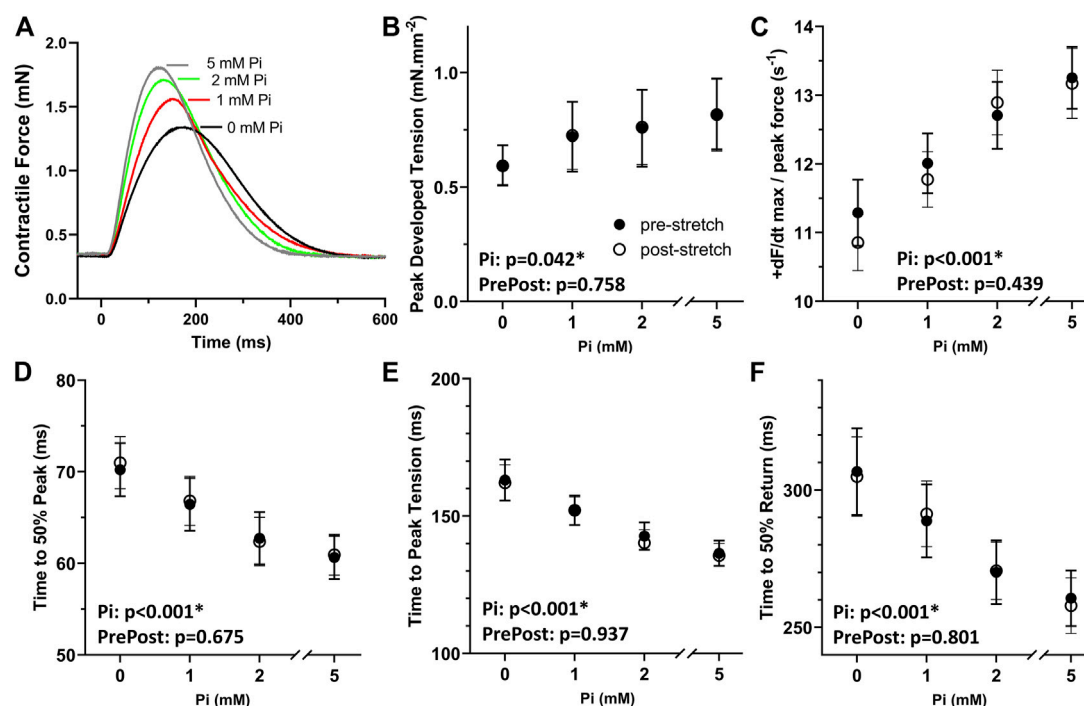 A
Contractile Force (mN)
2.0
1.5
1.0
0.5
0.0
5 mM Pi
2 mM Pi
1 mM Pi
0 mM Pi
0
200
400
600
Time (ms)
B
Peak Developed Tension (mN.mm-2)
1.0
0.5
0.0
pre-stretch
post-stretch
Pi: p=0.042*
PrePost: p=0.758
0 1 2 5
Pi (mM)
C
+dF/dt max / peak force (s-1)
14
13
12
11
10
Pi: p<0.001*
PrePost: p=0.439
0 1 2 5
Pi (mM)
D
Time to 50% Peak (ms)
80
70
60
50
Pi: p<0.001*
PrePost: p=0.675
0 1 2 5
Pi (mM)
E
Time to Peak Tension (ms)
200
150
100
Pi: p<0.001*
PrePost: p=0.937
0 1 2 5
Pi (mM)
F
Time to 50% Return (ms)
300
250
Pi: p<0.001*
PrePost: p=0.801
0 1 2 5
Pi (mM)